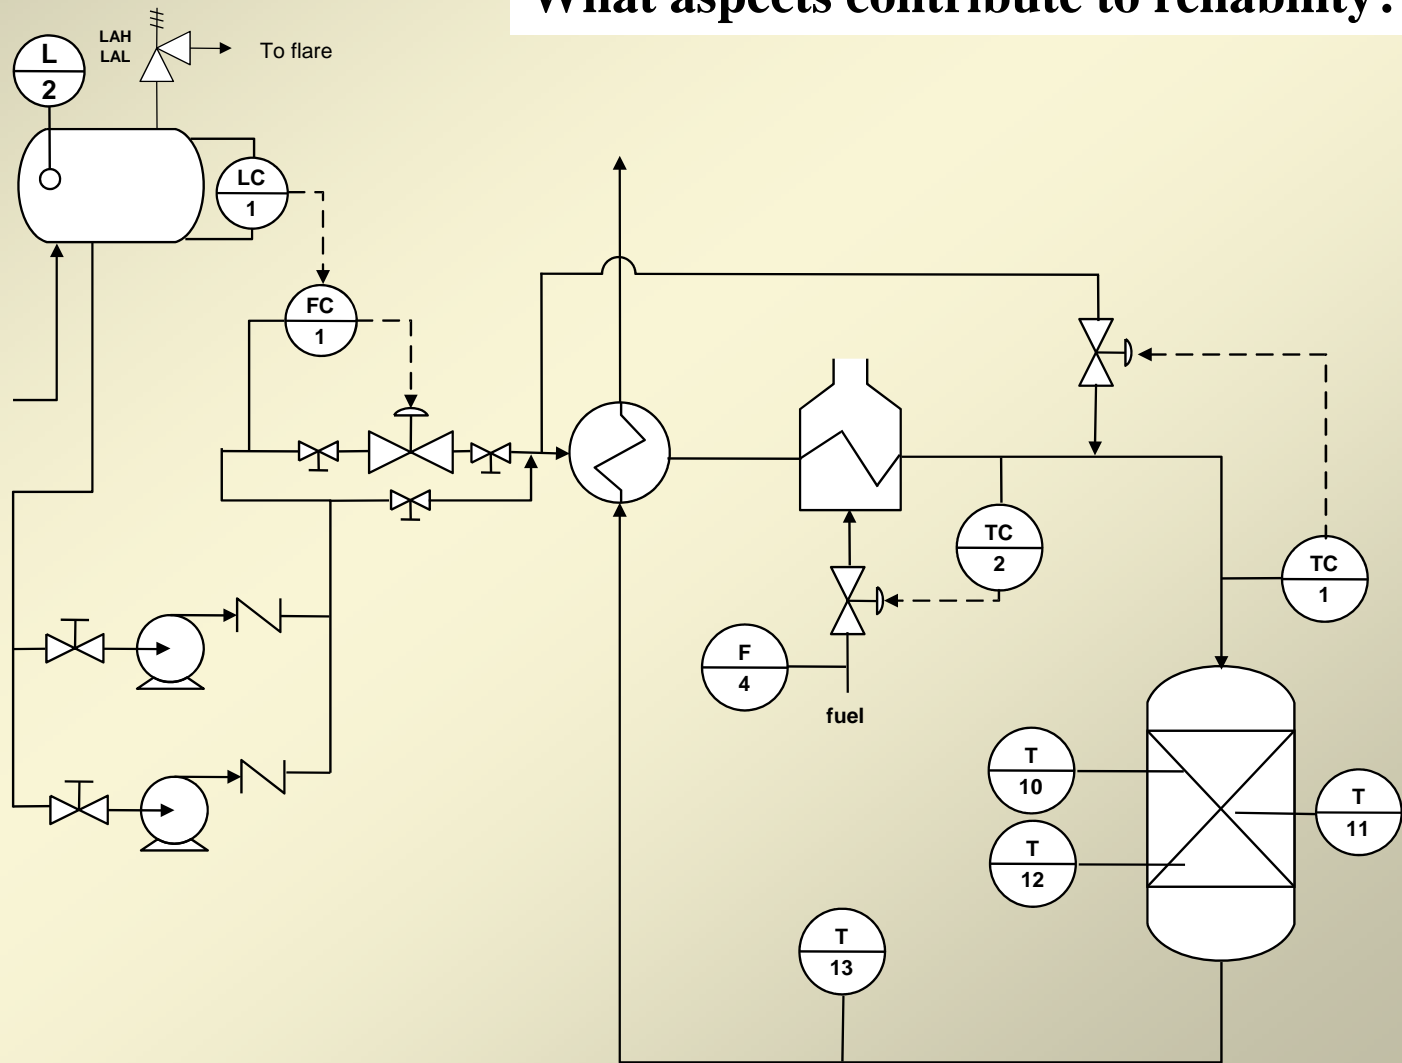 What aspects contribute to reliability?
LAH
LAL
To flare
L
2
LC
1
FC
1
TC
2
TC
1
F
4
fuel
T
10
T
11
T
12
T
13